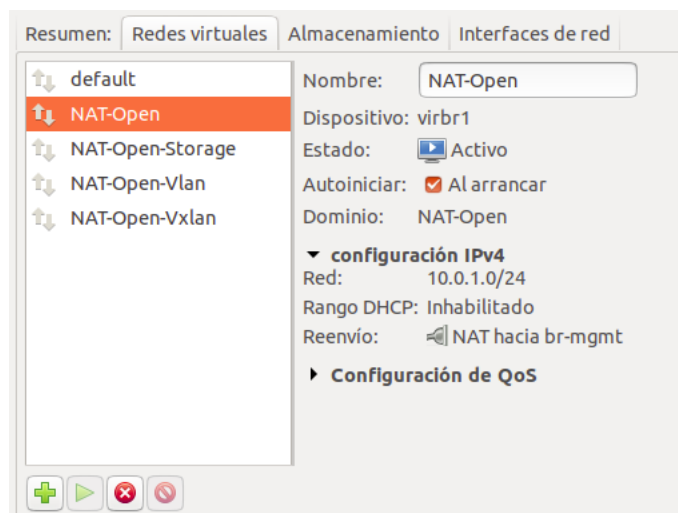 Resumen: Redes virtuales Almacenamiento Interfaces de red
default
NAT-Open
NAT-Open-Storage
NAT-Open-Vlan
NAT-Open-Vxlan
Nombre: NAT-Open
Dispositivo: virbr1
Estado: Activo
Autoiniciar: Al arrancar
Dominio: NAT-Open
configuración IPv4
Red: 10.0.1.0/24
Rango DHCP: Inhabilitado
Reenvío: NAT hacia br-mgmt
Configuración de QoS